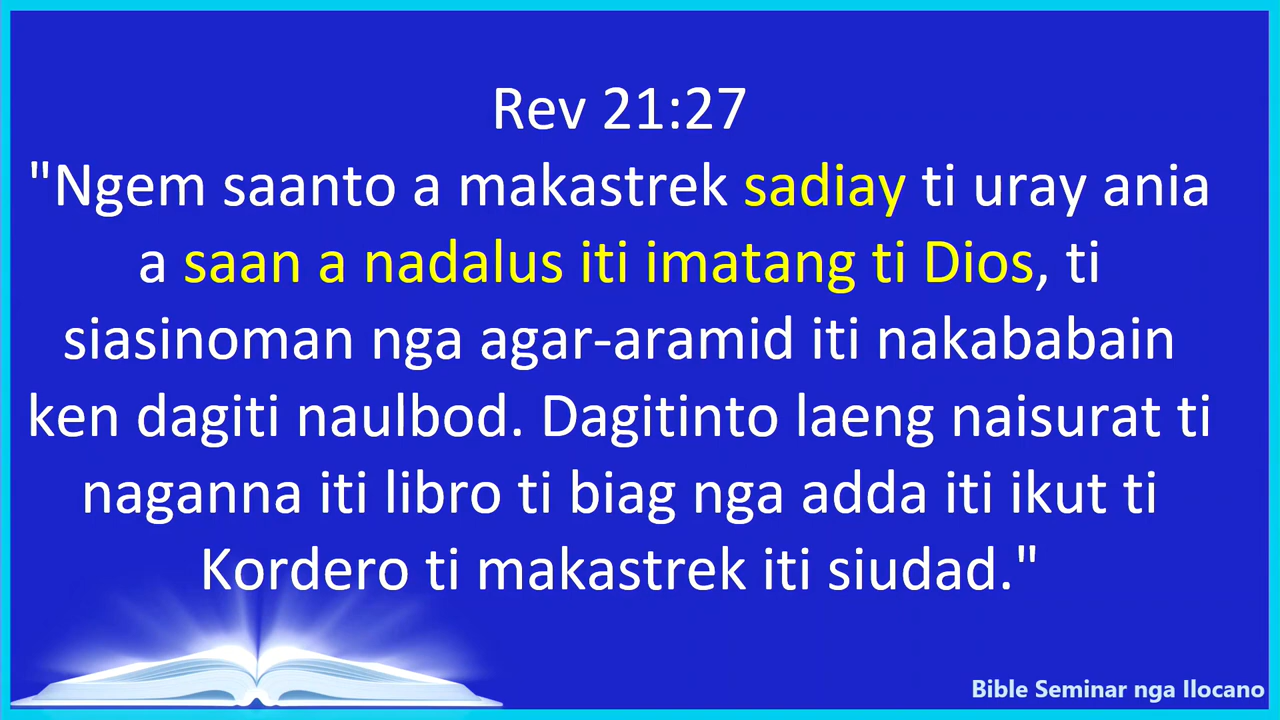 Rev 21:27
"Ngem saanto a makastrek sadiay ti uray ania
a saan a nadalus iti imatang ti Dios, ti
siasinoman nga agar-aramid iti nakababain
ken dagiti naulbod. Dagitinto laeng naisurat ti
naganna iti libro ti biag nga adda iti ikut ti
Kordero ti makastrek iti siudad."
Bible Seminar nga Ilocano